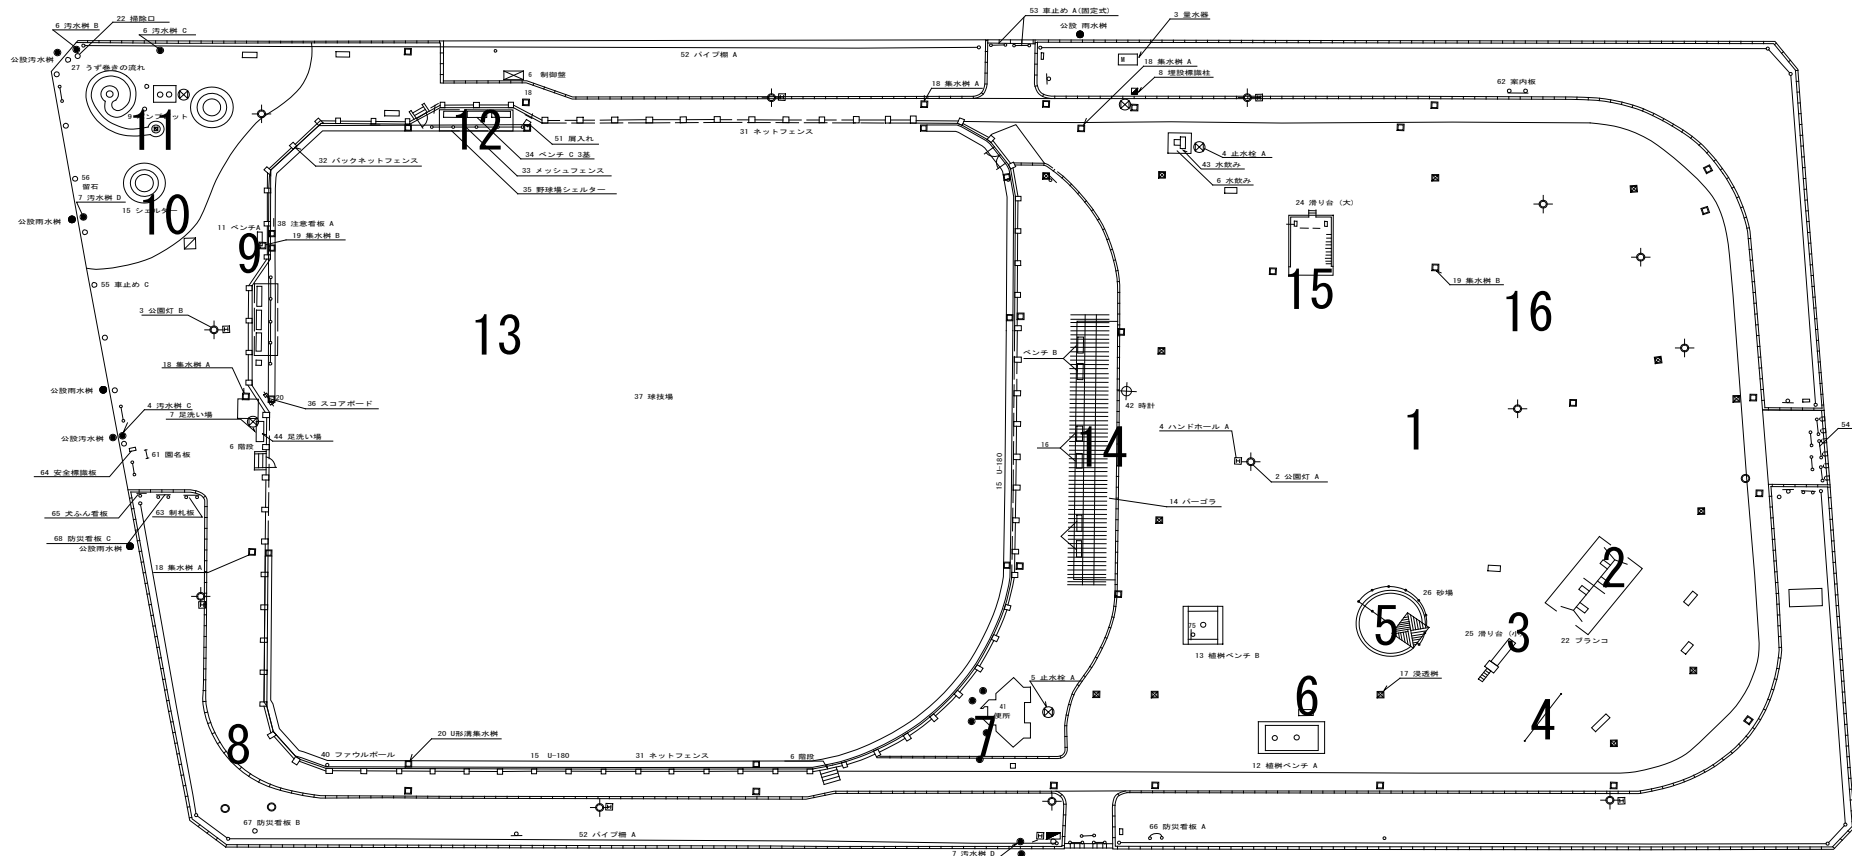 6 汚水桝 B
22 掃除口
6 汚水桝 C
公設汚水桝
27 うず巻きの流れ
11
56
留石
7 汚水桝 D
公設雨水桝
10
15 シェルター
11 ベンチA
9
38 注意看板 A
19 集水桝 B
55 車止め C
3 公園灯 B
18 集水桝 A
公設雨水桝
20
36 スコアボード
4 汚水桝 C
7 足洗い場
公設汚水桝
44 足洗い場
6 階段
61 園名板
64 安全標識板
65 犬ふん看板
63 制札板
68 防災看板 C
公設雨水桝
18 集水桝 A
8
40 ファウルポール
20 U形溝集水桝
15 U-180
31 ネットフェンス
6 階段
67 防災看板 B
52 パイプ柵 A
7 汚水桝 D
52 パイプ柵 A
6 制御盤
18
12
51 屑入れ
34 ベンチ C 3基
33 メッシュフェンス
35 野球場シェルター
32 バックネットフェンス
31 ネットフェンス
13
37 球技場
15 U-180
18 集水桝 A
53 車止め A(固定式)
公設 雨水桝
3 量水器
M
18 集水桝 A
8 埋設標識柱
62 案内板
4 止水栓 A
43 水飲み
6 水飲み
24 滑り台 (大)
15
19 集水桝 B
16
ベンチ B
42 時計
16
14
4 ハンドホール A
2 公園灯 A
14 パーゴラ
1
54
2
22 ブランコ
26 砂場
5
25 滑り台
3
75
13 植桝ベンチ B
17 浸透桝
6
4
12 植桝ベンチ A
5 止水栓 A
41
便所
7
66 防災看板 A